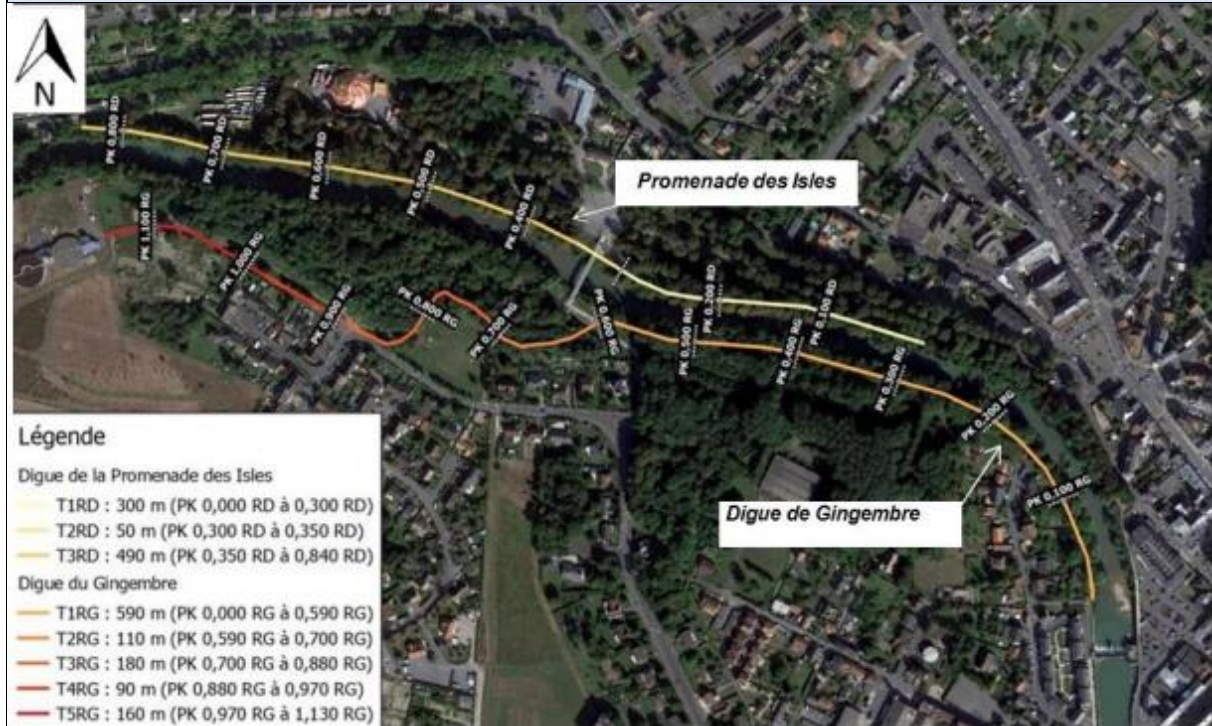 N
PK 0,800 RD
PK 0,700 RD
PK 0,600 RD
PK 0,500 RD
PK 0,400 RD
Promenade des Isles
PK 0,200 RD
PK 0,100 RD
PK 1,100 RG
PK 1,000 RG
PK 0,900 RG
PK 0,800 RG
PK 0,700 RG
PK 0,600 RG
PK 0,500 RG
PK 0,400 RG
PK 0,300 RG
PK 0,200 RG
PK 0,100 RG
Digue de Gingembre
Légende
Digue de la Promenade des Isles
T1RD : 300 m (PK 0,000 RD à 0,300 RD)
T2RD : 50 m (PK 0,300 RD à 0,350 RD)
T3RD : 490 m (PK 0,350 RD à 0,840 RD)
Digue du Gingembre
T1RG : 590 m (PK 0,000 RG à 0,590 RG)
T2RG : 110 m (PK 0,590 RG à 0,700 RG)
T3RG : 180 m (PK 0,700 RG à 0,880 RG)
T4RG : 90 m (PK 0,880 RG à 0,970 RG)
T5RG : 160 m (PK 0,970 RG à 1,130 RG)